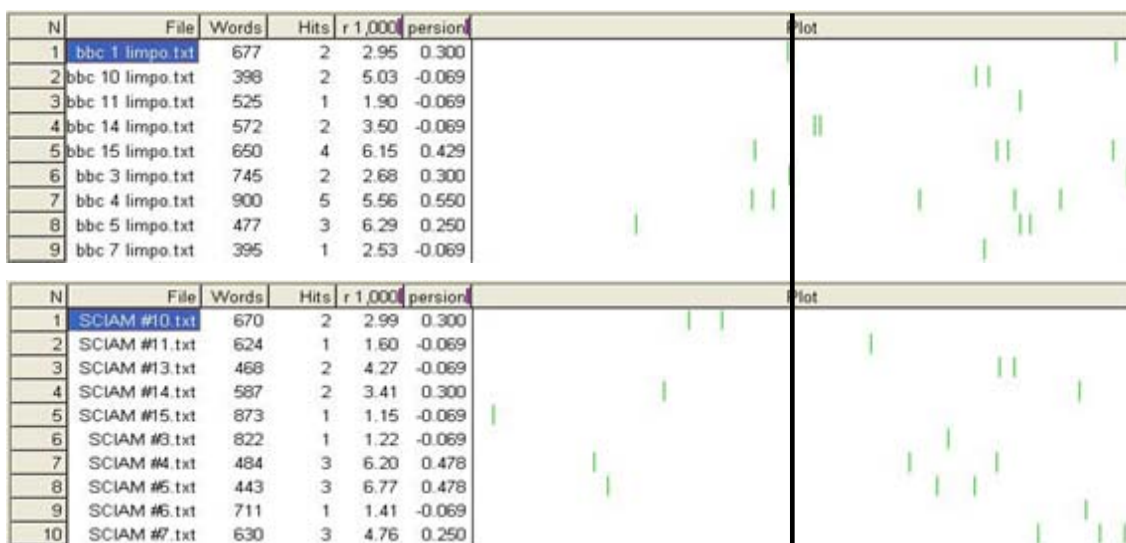 N File Words Hits r 1,000 persion Plot
1 bbc 1 limpo.txt 677 2 2.95 0.300
2 bbc 10 limpo.txt 398 2 5.03 -0.069
3 bbc 11 limpo.txt 525 1 1.90 -0.069
4 bbc 14 limpo.txt 572 2 3.50 -0.069
5 bbc 15 limpo.txt 650 4 6.15 0.429
6 bbc 3 limpo.txt 745 2 2.68 0.300
7 bbc 4 limpo.txt 900 5 5.56 0.550
8 bbc 5 limpo.txt 477 3 6.29 0.250
9 bbc 7 limpo.txt 395 1 2.53 -0.069
N File Words Hits r 1,000 persion Plot
1 SCIAM #10.txt 670 2 2.99 0.300
2 SCIAM #11.txt 624 1 1.60 -0.069
3 SCIAM #13.txt 468 2 4.27 -0.069
4 SCIAM #14.txt 587 2 3.41 0.300
5 SCIAM #15.txt 873 1 1.15 -0.069
6 SCIAM #3.txt 822 1 1.22 -0.069
7 SCIAM #4.txt 484 3 6.20 0.478
8 SCIAM #5.txt 443 3 6.77 0.478
9 SCIAM #6.txt 711 1 1.41 -0.069
10 SCIAM #7.txt 630 3 4.76 0.250